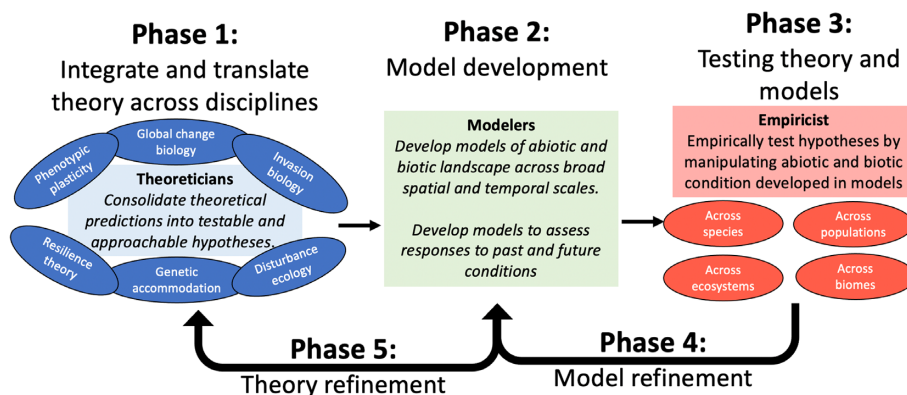 Phase 1:
Integrate and translate
theory across disciplines
Phenotypic
plasticity
Global change
biology
Invasion
biology
Theoreticians
Consolidate theoretical
predictions into testable and
approachable hypotheses.
Resilience
theory
Genetic
accommodation
Disturbance
ecology
Phase 2:
Model development
Modelers
Develop models of abiotic and
biotic landscape across broad
spatial and temporal scales.
Develop models to assess
responses to past and future
conditions
Phase 3:
Testing theory and
models
Empiricist
Empirically test hypotheses by
manipulating abiotic and biotic
condition developed in models
Across
species
Across
populations
Across
ecosystems
Across
biomes
Phase 5:
Theory refinement
Phase 4:
Model refinement